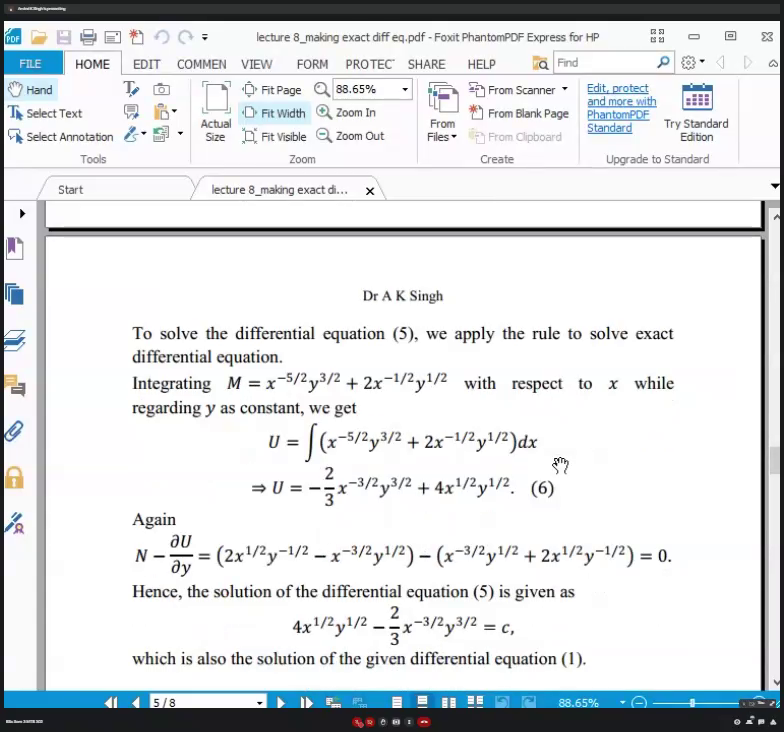 lecture 8_making exact diff eq.pdf - Foxit PhantomPDF Express for HP
FILE HOME EDIT COMMEN VIEW FORM PROTEC SHARE HELP Find
Hand
Select Text
Select Annotation
Tools
Actual Size
Fit Page
Fit Width
Fit Visible
88.65%
Zoom In
Zoom Out
Zoom
From Files
From Scanner
From Blank Page
From Clipboard
Create
Edit, protect
and more with
PhantomPDF
Standard
Try Standard
Edition
Upgrade to Standard
Start
lecture 8_making exact di...
Dr A K Singh
To solve the differential equation (5), we apply the rule to solve exact
differential equation.
Integrating M = x^{-5/2}y^{3/2} + 2x^{-1/2}y^{1/2} with respect to x while
regarding y as constant, we get
U = ∫(x^{-5/2}y^{3/2} + 2x^{-1/2}y^{1/2})dx
⇒ U = −2/3 x^{-3/2}y^{3/2} + 4x^{1/2}y^{1/2}. (6)
Again
N − ∂U/∂y = (2x^{1/2}y^{-1/2} − x^{-3/2}y^{1/2}) − (x^{-3/2}y^{1/2} + 2x^{1/2}y^{-1/2}) = 0.
Hence, the solution of the differential equation (5) is given as
4x^{1/2}y^{1/2} − 2/3 x^{-3/2}y^{3/2} = c,
which is also the solution of the given differential equation (1).
5 / 8
88.65%